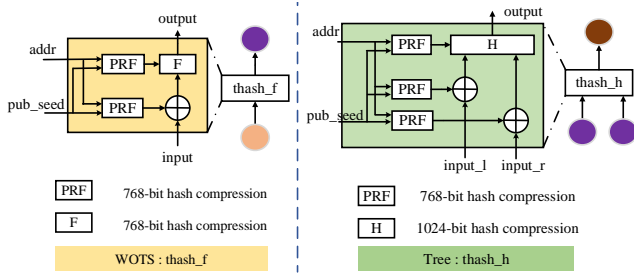 output
addr
PRF
F
PRF
pub_seed
input
thash_f
PRF
768-bit hash compression
F
768-bit hash compression
WOTS : thash_f
output
addr
PRF
H
PRF
pub_seed
PRF
input_l
input_r
thash_h
PRF
768-bit hash compression
H
1024-bit hash compression
Tree : thash_h